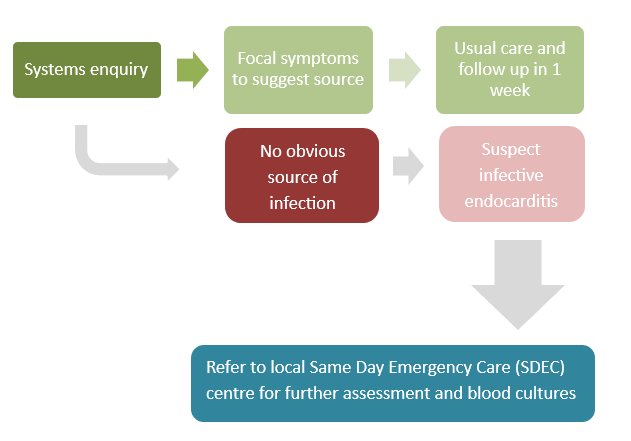 Systems enquiry
Focal symptoms
to suggest source
Usual care and
follow up in 1
week
No obvious
source of
infection
Suspect
infective
endocarditis
Refer to local Same Day Emergency Care (SDEC)
centre for further assessment and blood cultures